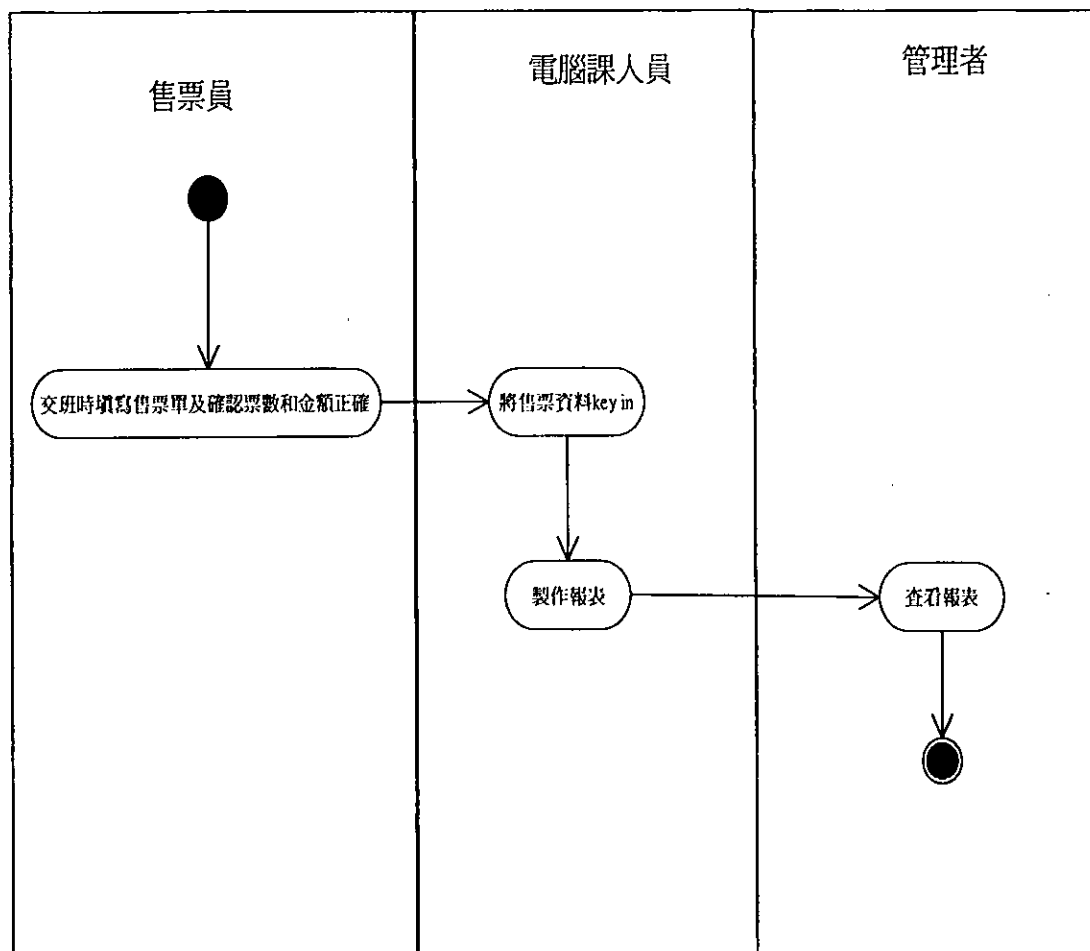 售票員
電腦課人員
管理者
交班時填寫售票單及確認票數和金額正確
將售票資料key in
製作報表
查看報表